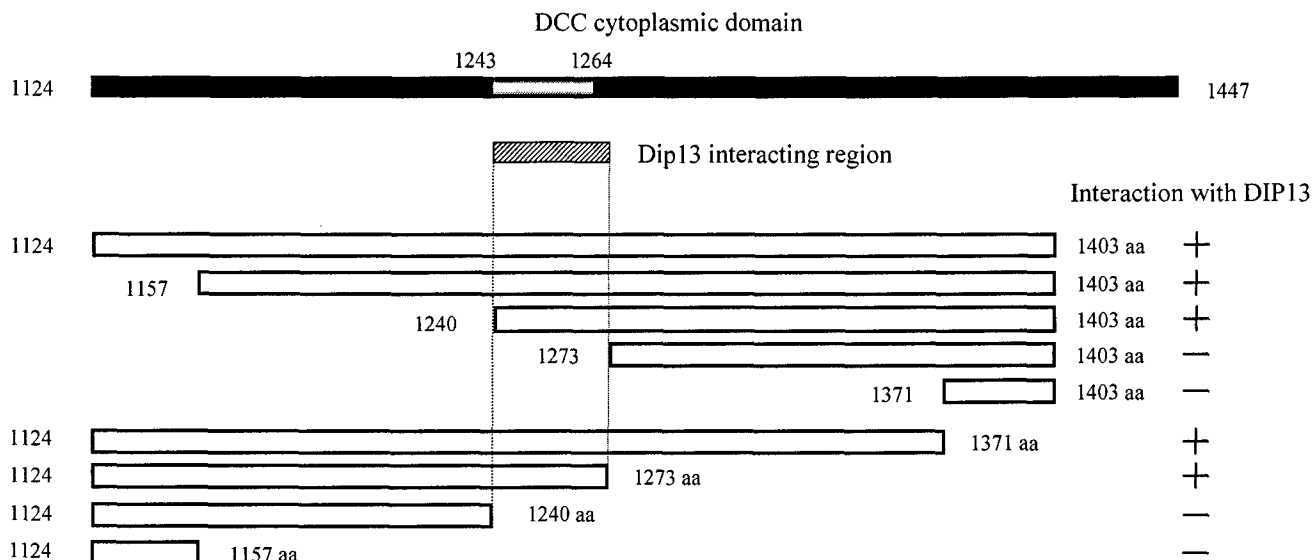 DCC cytoplasmic domain
1243 1264
1124 1447
Dip13 interacting region
Interaction with DIP13
1124 1403 aa +
1157 1403 aa +
1240 1403 aa +
1273 1403 aa —
1371 1403 aa —
1124 1371 aa +
1124 1273 aa +
1124 1240 aa —
1124 1157 aa —